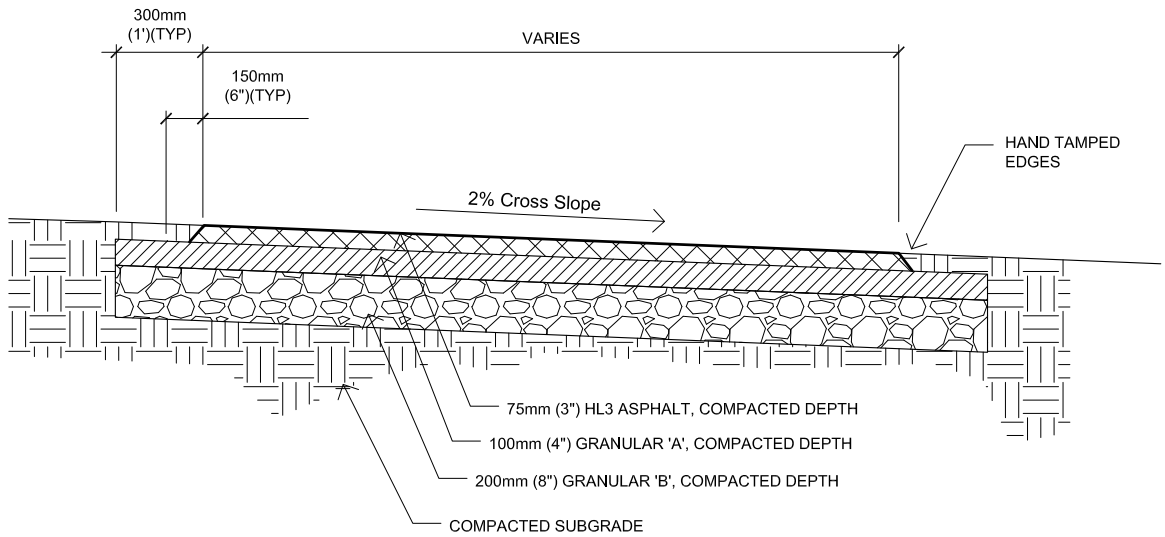 300mm
(1')(TYP)
VARIES
150mm
(6")(TYP)
HAND TAMPED
EDGES
2% Cross Slope
75mm (3") HL3 ASPHALT, COMPACTED DEPTH
100mm (4") GRANULAR 'A', COMPACTED DEPTH
200mm (8") GRANULAR 'B', COMPACTED DEPTH
COMPACTED SUBGRADE